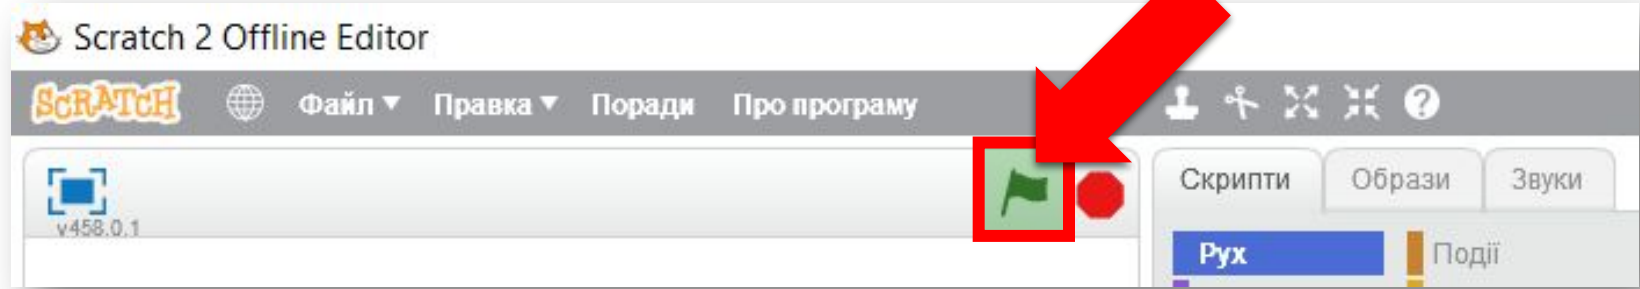 Scratch 2 Offline Editor
SCRATCH Файл Правка Поради Про програму ?
v458.0.1
Скрипти Образи Звуки
Рух Події